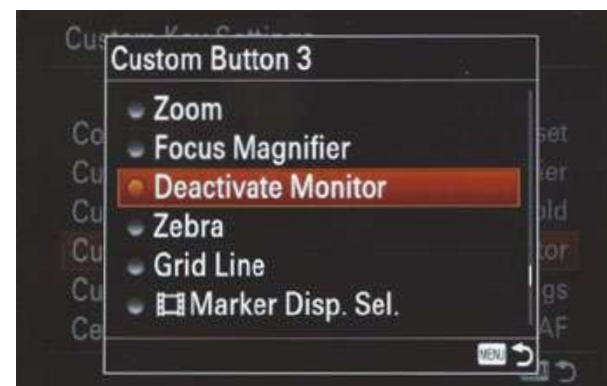 Custom Button 3
Zoom
Focus Magnifier
Deactivate Monitor
Zebra
Grid Line
Marker Disp. Sel.
MENU